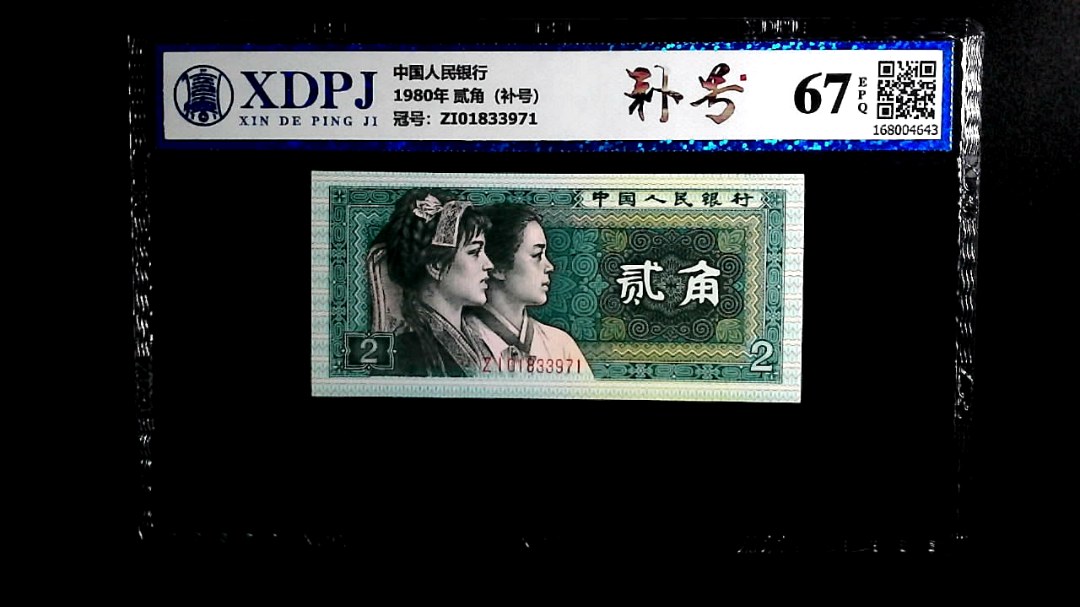 XDPJ
XIN DE PING JI
中国人民银行
1980年 贰角（补号）
冠号：ZI01833971
补号
67
EPQ
168004643
中国人民银行
贰角
2
ZI01833971
2